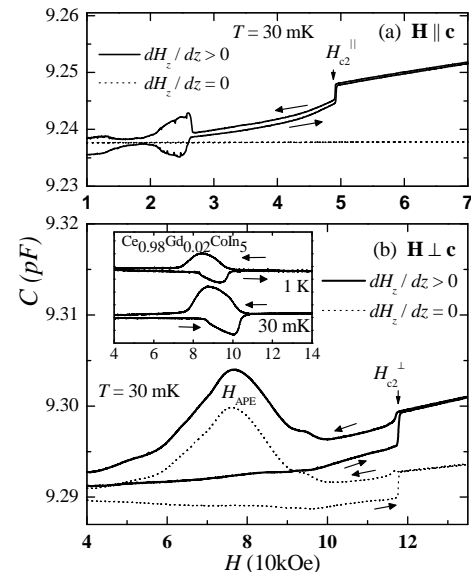 T = 30 mK
(a) H || c
dH_z / dz > 0
dH_z / dz = 0
H_c2^||
9.26
9.25
9.24
9.23
1 2 3 4 5 6 7
9.32
9.31
9.30
9.29
C (pF)
Ce_0.98Gd_0.02CoIn_5
1 K
30 mK
4 6 8 10 12 14
(b) H ⊥ c
dH_z / dz > 0
dH_z / dz = 0
T = 30 mK
H_APE
H_c2^⊥
4 6 8 10 12
H (10kOe)